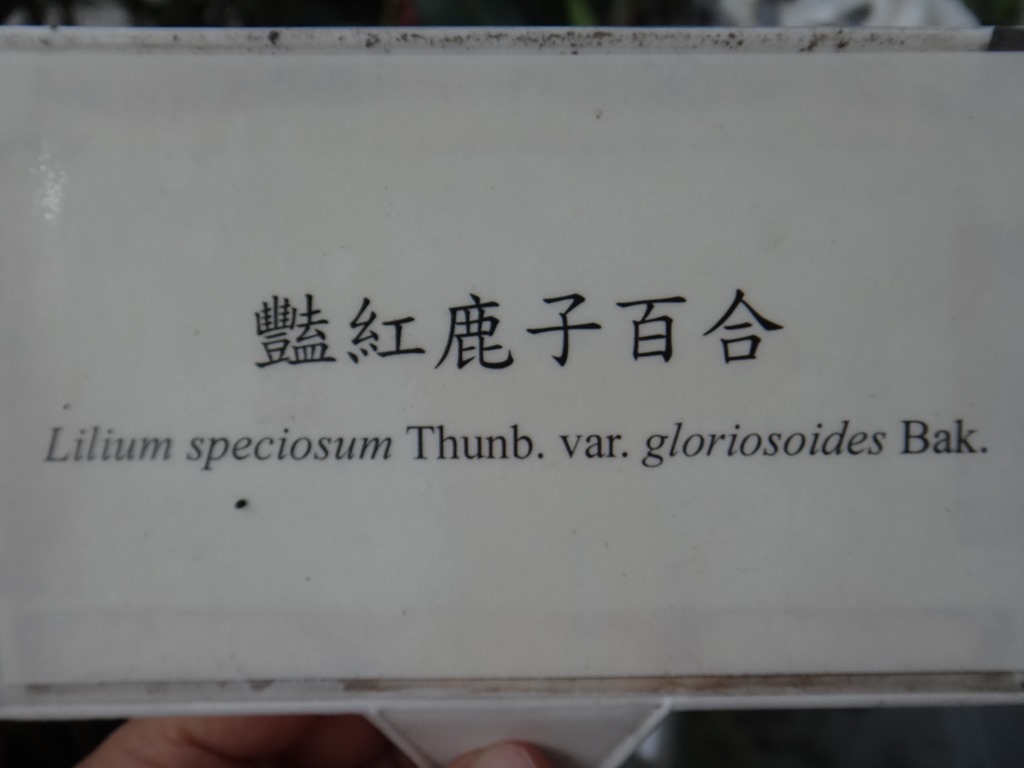 豔紅鹿子百合
Lilium speciosum Thunb. var. gloriosoides Bak.